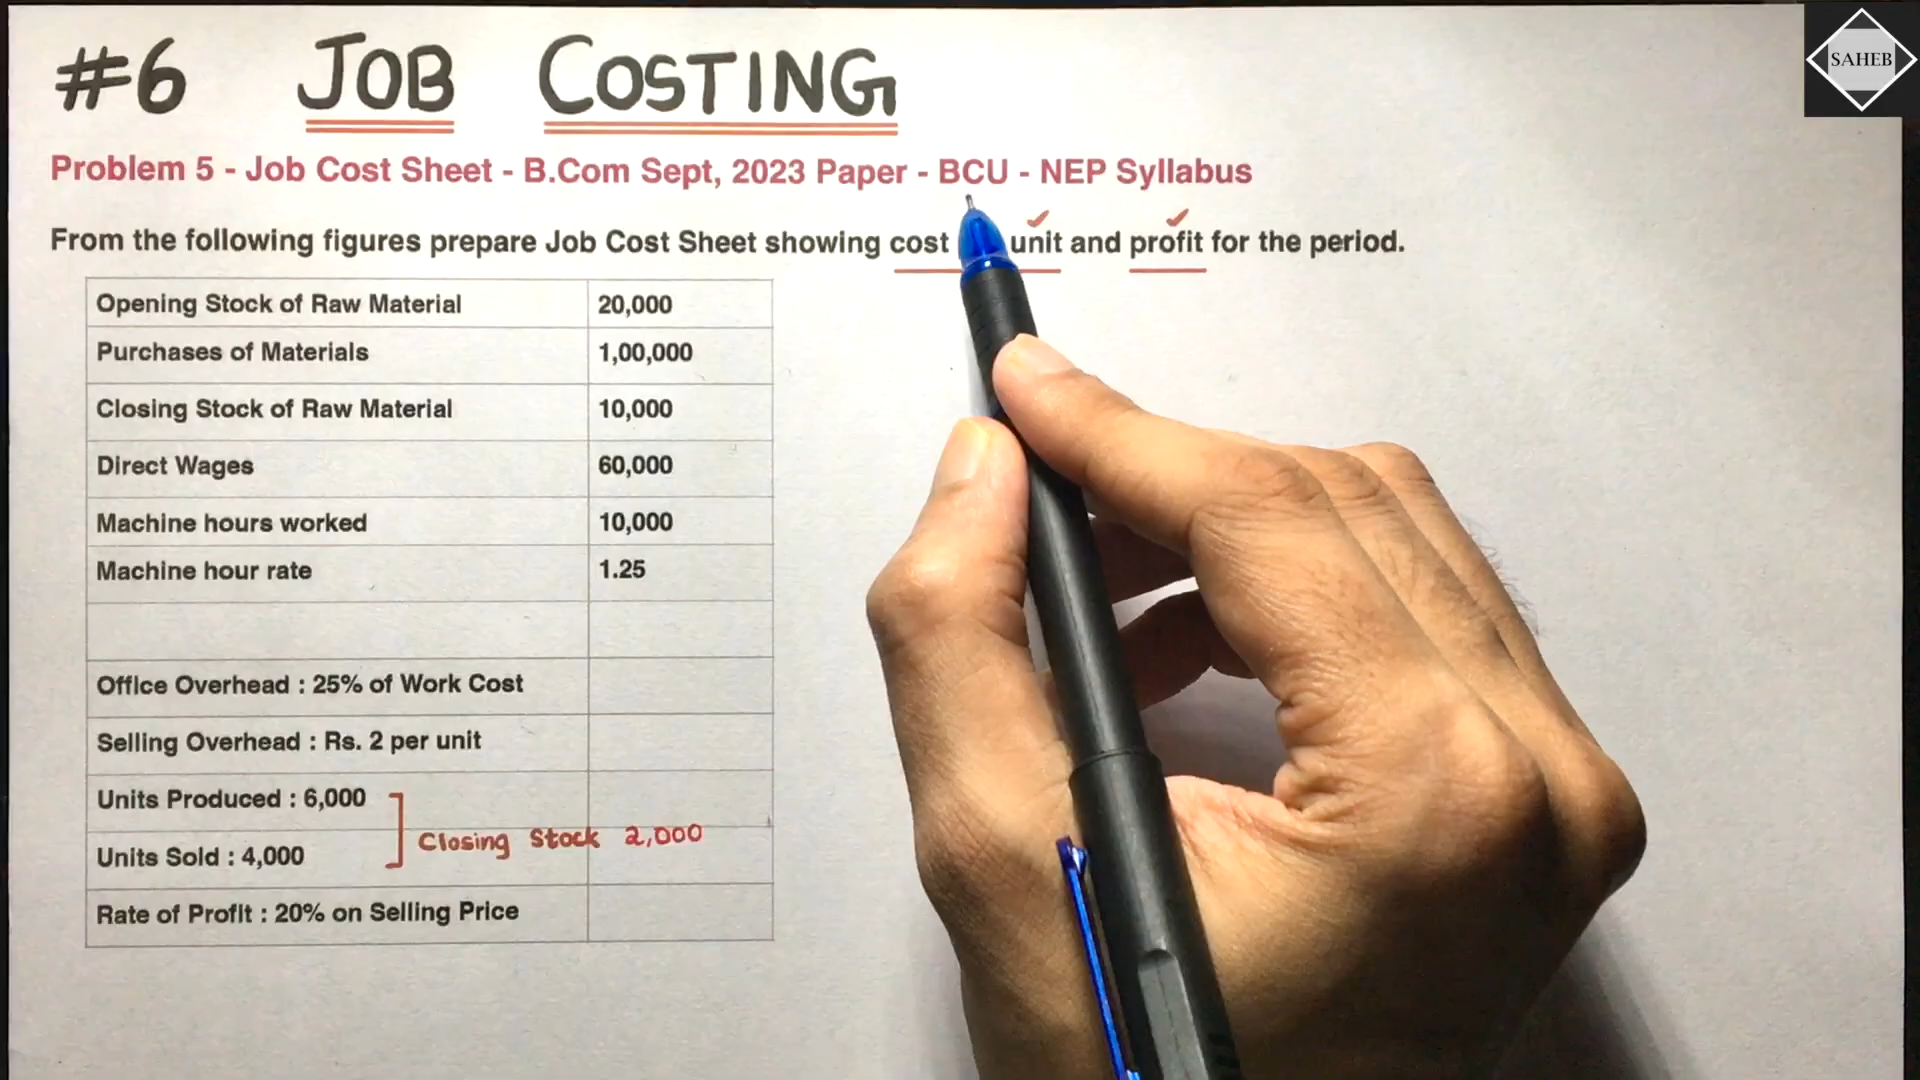 #6 JOB COSTING
SAHEB
Problem 5 - Job Cost Sheet - B.Com Sept, 2023 Paper - BCU - NEP Syllabus
From the following figures prepare Job Cost Sheet showing cost unit and profit for the period.
Opening Stock of Raw Material 20,000
Purchases of Materials 1,00,000
Closing Stock of Raw Material 10,000
Direct Wages 60,000
Machine hours worked 10,000
Machine hour rate 1.25
Office Overhead : 25% of Work Cost
Selling Overhead : Rs. 2 per unit
Units Produced : 6,000
Closing Stock 2,000
Units Sold : 4,000
Rate of Profit : 20% on Selling Price